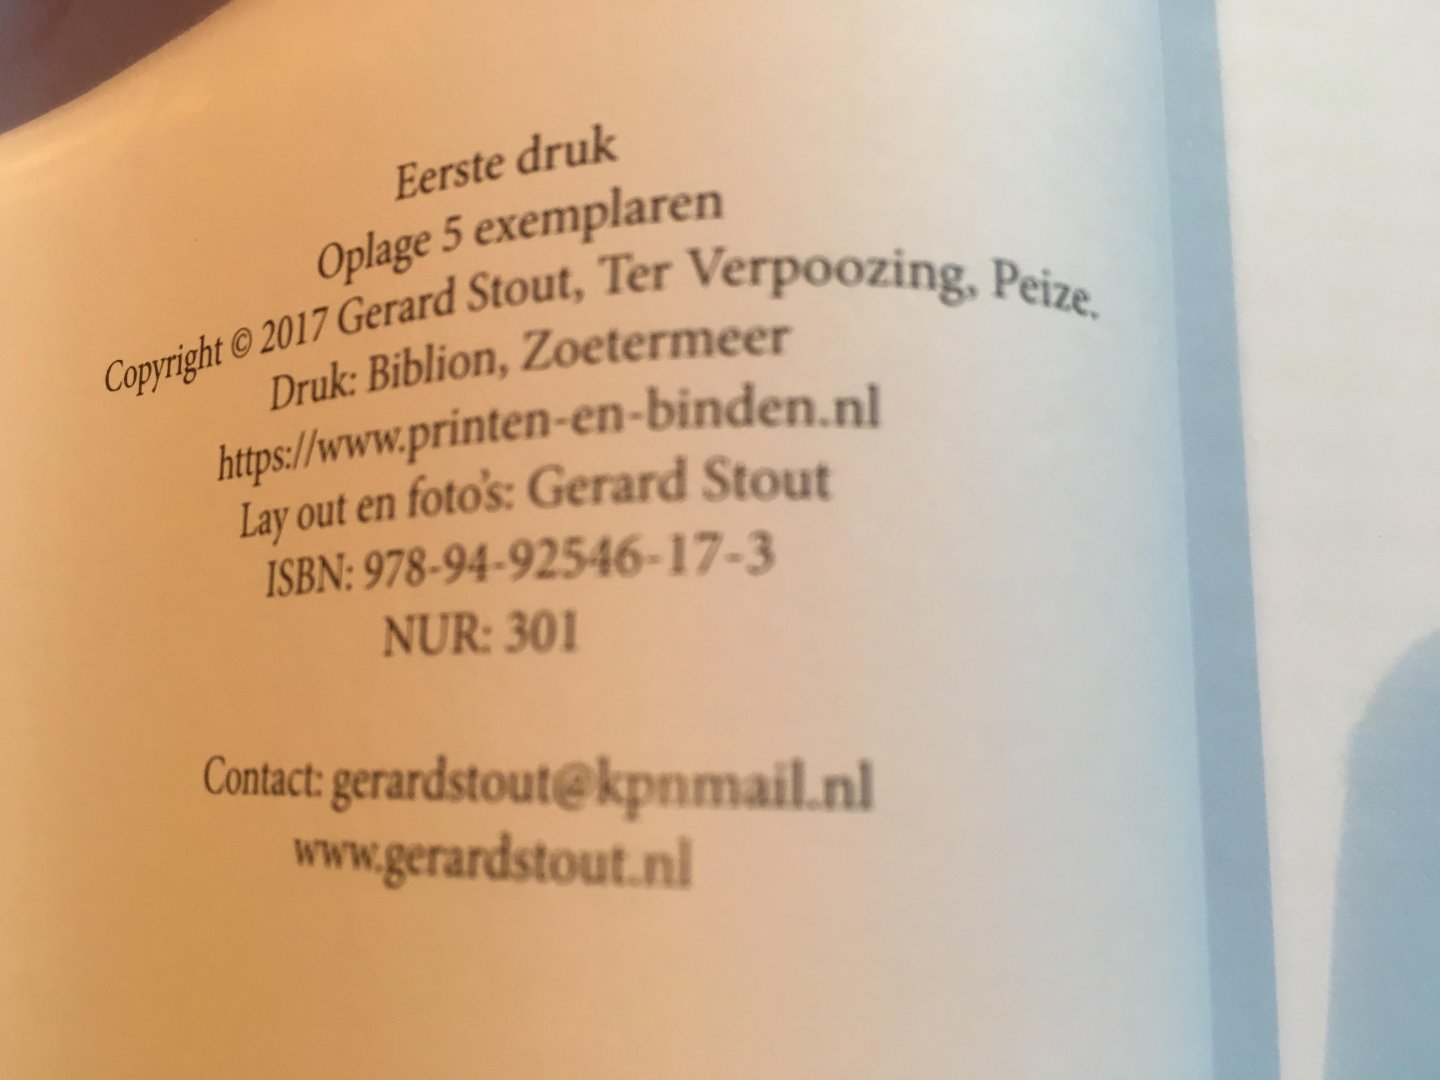 Eerste druk
Oplage 5 exemplaren
Copyright © 2017 Gerard Stout, Ter Verpoozing, Peize.
Druk: Biblion, Zoetermeer
https://www.printen-en-binden.nl
Lay out en foto's: Gerard Stout
ISBN: 978-94-92546-17-3
NUR: 301
Contact: gerardstout@kpnmail.nl
www.gerardstout.nl